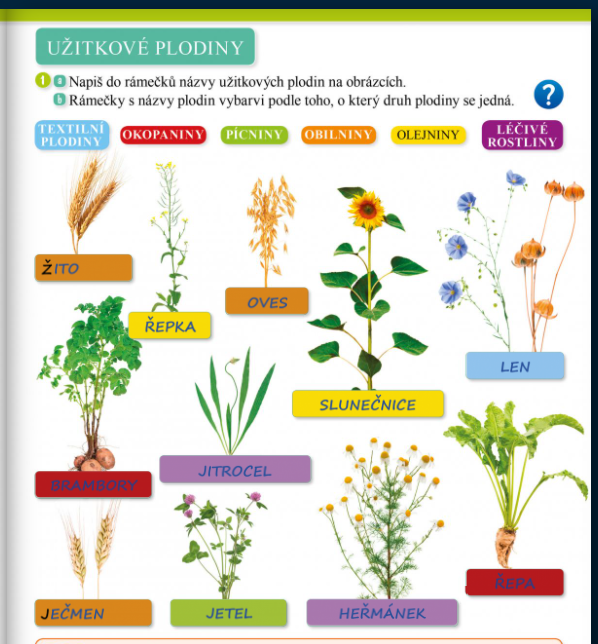 UŽITKOVÉ PLODINY
1 a Napiš do rámečků názvy užitkových plodin na obrázcích.
b Rámečky s názvy plodin vybarvi podle toho, o který druh plodiny se jedná.
?
TEXTILNÍ PLODINY
OKOPANINY
PÍCNINY
OBILNINY
OLEJNINY
LÉČIVÉ ROSTLINY
ŽITO
OVES
ŘEPKA
LEN
SLUNEČNICE
JITROCEL
BRAMBORY
ŘEPA
JEČMEN
JETEL
HEŘMÁNEK